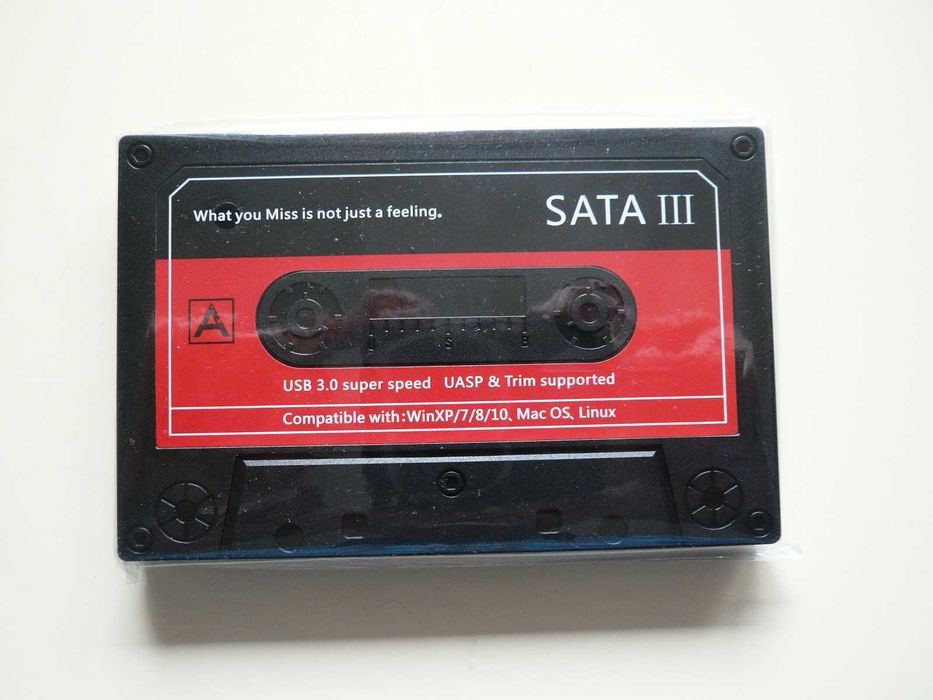 What you Miss is not just a feeling。
SATA III
A
U S B
USB 3.0 super speed UASP & Trim supported
Compatible with:WinXP/7/8/10、Mac OS、Linux